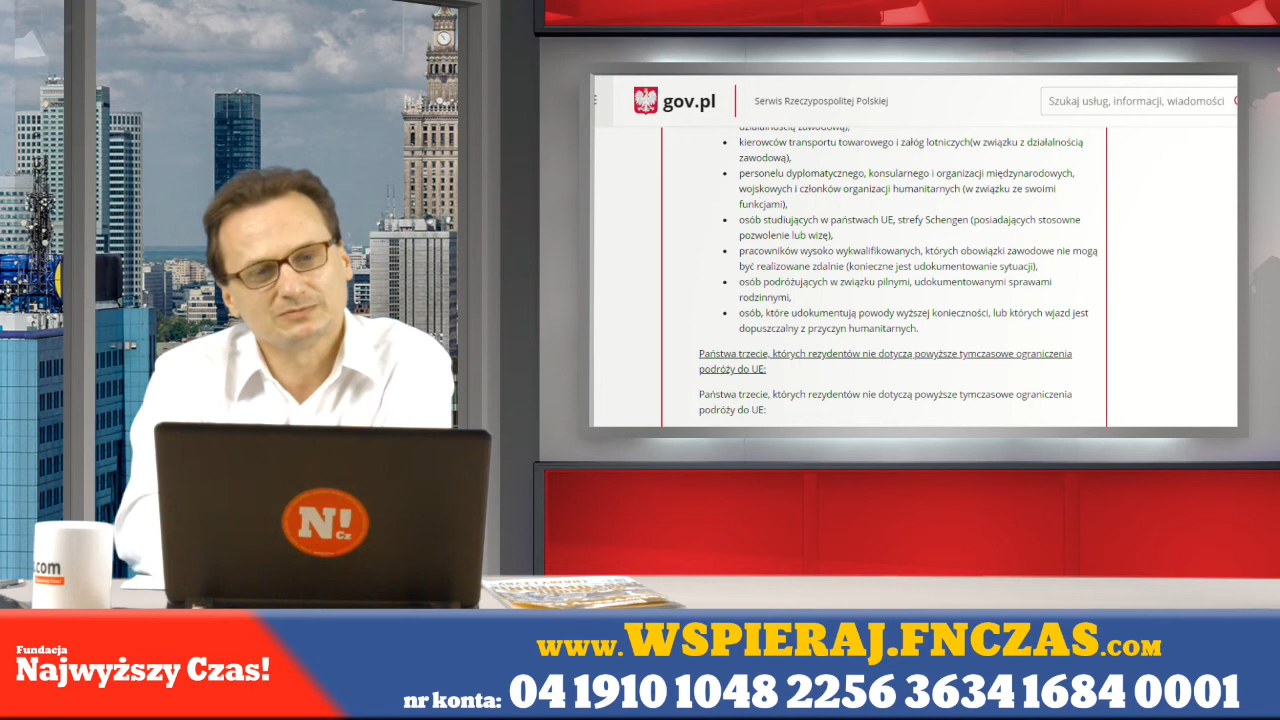 gov.pl
Serwis Rzeczypospolitej Polskiej
Szukaj usług, informacji, wiadomości
działalnością zawodową),
kierowców transportu towarowego i załóg lotniczych(w związku z działalnością
zawodową),
personelu dyplomatycznego, konsularnego i organizacji międzynarodowych,
wojskowych i członków organizacji humanitarnych (w związku ze swoimi
funkcjami),
osób studiujących w państwach UE, strefy Schengen (posiadających stosowne
pozwolenie lub wizę),
pracowników wysoko wykwalifikowanych, których obowiązki zawodowe nie mogą
być realizowane zdalnie (konieczne jest udokumentowanie sytuacji),
osób podróżujących w związku pilnymi, udokumentowanymi sprawami
rodzinnymi,
osób, które udokumentują powody wyższej konieczności, lub których wjazd jest
dopuszczalny z przyczyn humanitarnych.
Państwa trzecie, których rezydentów nie dotyczą powyższe tymczasowe ograniczenia
podróży do UE:
Państwa trzecie, których rezydentów nie dotyczą powyższe tymczasowe ograniczenia
podróży do UE:
N!
Cz
.com
Fundacja
Najwyższy Czas!
www.WSPIERAJ.FNCZAS.com
nr konta: 04 1910 1048 2256 3634 1684 0001